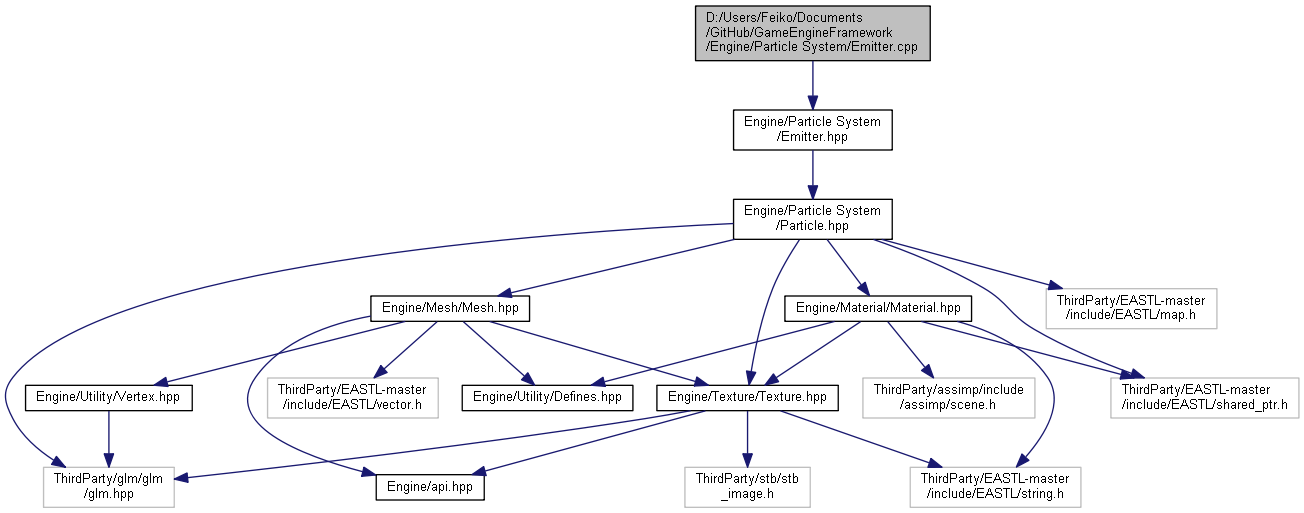 D:/Users/Feiko/Documents
/GitHub/GameEngineFramework
/Engine/Particle System/Emitter.cpp
Engine/Particle System
/Emitter.hpp
Engine/Particle System
/Particle.hpp
Engine/Mesh/Mesh.hpp
Engine/Material/Material.hpp
ThirdParty/EASTL-master
/include/EASTL/map.h
Engine/Utility/Vertex.hpp
ThirdParty/EASTL-master
/include/EASTL/vector.h
Engine/Utility/Defines.hpp
Engine/Texture/Texture.hpp
ThirdParty/assimp/include
/assimp/scene.h
ThirdParty/EASTL-master
/include/EASTL/shared_ptr.h
ThirdParty/glm/glm
/glm.hpp
Engine/api.hpp
ThirdParty/stb/stb
_image.h
ThirdParty/EASTL-master
/include/EASTL/string.h